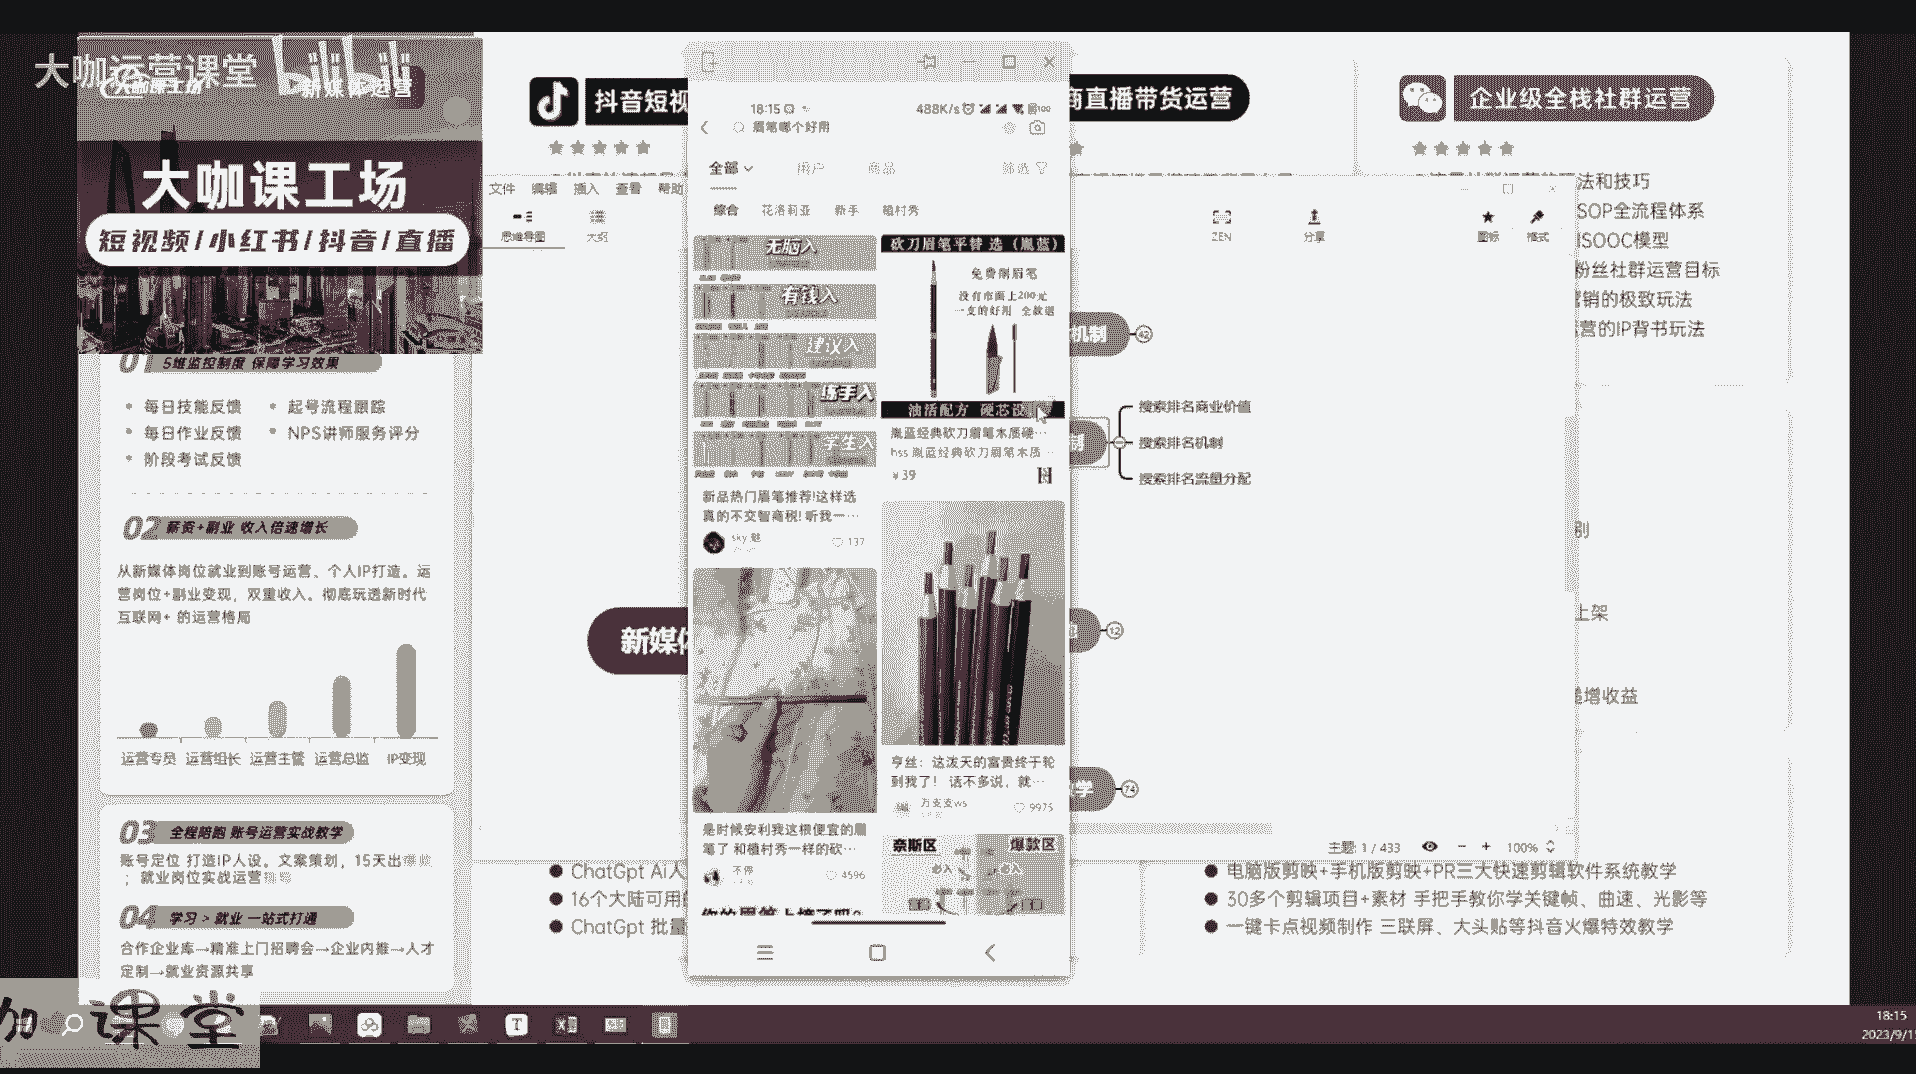 大咖运营课堂
bilibili
新媒体运营
大咖课工场
短视频/小红书/抖音/直播
01 5维监控制度 保障学习效果
每日技能反馈
起号流程跟踪
每日作业反馈
NPS讲师服务评分
阶段考试反馈
02 薪资+副业 收入倍速增长
从新媒体岗位就业到账号运营、个人IP打造。运
营岗位+副业变现，双重收入。彻底玩透新时代
互联网+ 的运营格局
运营专员 运营组长 运营主管 运营总监 IP变现
03 全程陪跑 账号运营实战教学
账号定位 打造IP人设。文案策划，15天出
；就业岗位实战运营
04 学习 > 就业 一站式打通
合作企业库→精准上门招聘会→企业内推→人才
定制→就业资源共享
课堂
抖音短视
商直播带货运营
企业级全栈社群运营
文件 编辑 插入 查看 帮助
思维导图
大纲
ZEN
分享
图标
格式
法和技巧
SOP全流程体系
ISOOC模型
粉丝社群运营目标
营销的极致玩法
运营的IP背书玩法
新媒体
机制
42
制
搜索排名商业价值
搜索排名机制
搜索排名流量分配
12
学
74
别
上架
递增收益
主题: 1 / 433
100%
ChatGpt AI人
16个大陆可用
ChatGpt 批量
电脑版剪映+手机版剪映+PR三大快速剪辑软件系统教学
30多个剪辑项目+素材 手把手教你学关键帧、曲速、光影等
一键卡点视频制作 三联屏、大头贴等抖音火爆特效教学
18:15
488K/s
100
眉笔哪个好用
全部
用户
商品
筛选
综合
花洛莉亚
新手
植村秀
无脑入
有钱入
建议入
练手入
学生入
新品热门眉笔推荐!这样选
真的不交智商税! 听我一…
sky 魅
137
砍刀眉笔平替 选（胤蓝）
免费削眉笔
没有市面上200元
一支的好用 全款退
油活配方 硬芯设
胤蓝经典砍刀眉笔木质硬…
hss 胤蓝经典砍刀眉笔木质…
¥39
亨丝：这泼天的富贵终于轮
到我了！ 话不多说，就…
万支支ws
9975
是时候安利我这根便宜的眉
笔了 和植村秀一样的砍…
不停
4596
奈斯区
爆款区
必入
必入
18:15
2023/9/1